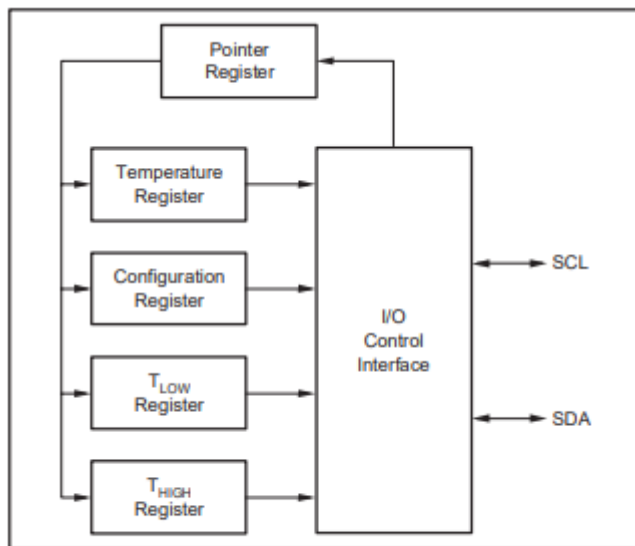 Pointer
Register
Temperature
Register
Configuration
Register
TLOW
Register
THIGH
Register
I/O
Control
Interface
SCL
SDA